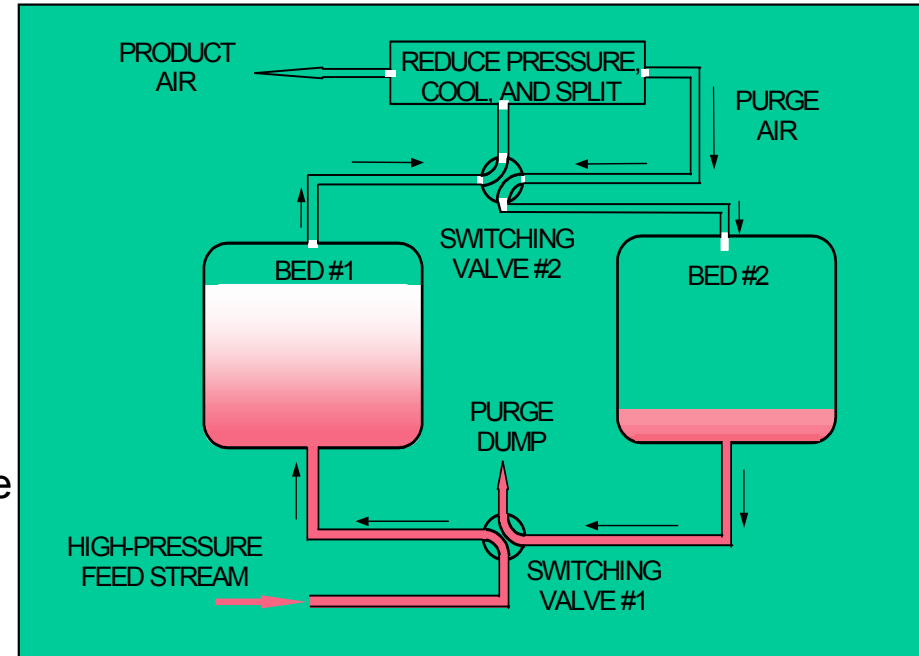 PRODUCT
AIR
REDUCE PRESSURE,
COOL, AND SPLIT
PURGE
AIR
SWITCHING
VALVE #2
BED #1
BED #2
PURGE
DUMP
e
HIGH-PRESSURE
FEED STREAM
SWITCHING
VALVE #1